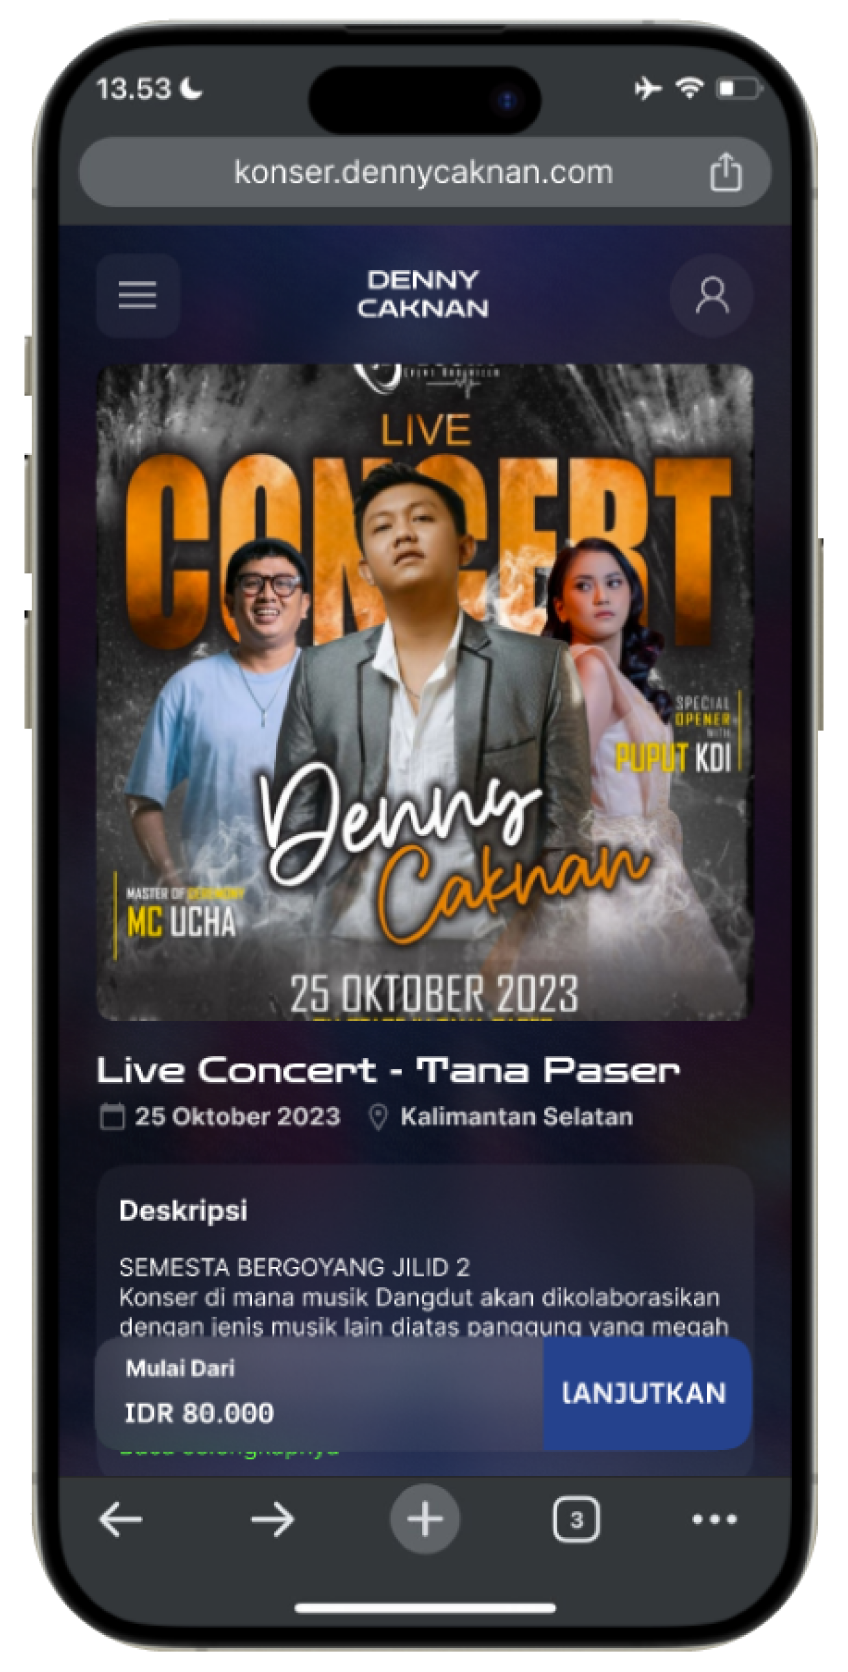 13.53
konser.dennycaknan.com
DENNY
CAKNAN
EVENT ORGANIZER
LIVE
CONCERT
SPECIAL
OPENER
WITH
PUPUT KDI
Denny
Caknan
MASTER OF CEREMONY
MC UCHA
25 OKTOBER 2023
Live Concert - Tana Paser
25 Oktober 2023 Kalimantan Selatan
Deskripsi
SEMESTA BERGOYANG JILID 2
Konser di mana musik Dangdut akan dikolaborasikan
dengan jenis musik lain diatas panggung yang megah
Mulai Dari
IDR 80.000
LANJUTKAN
3